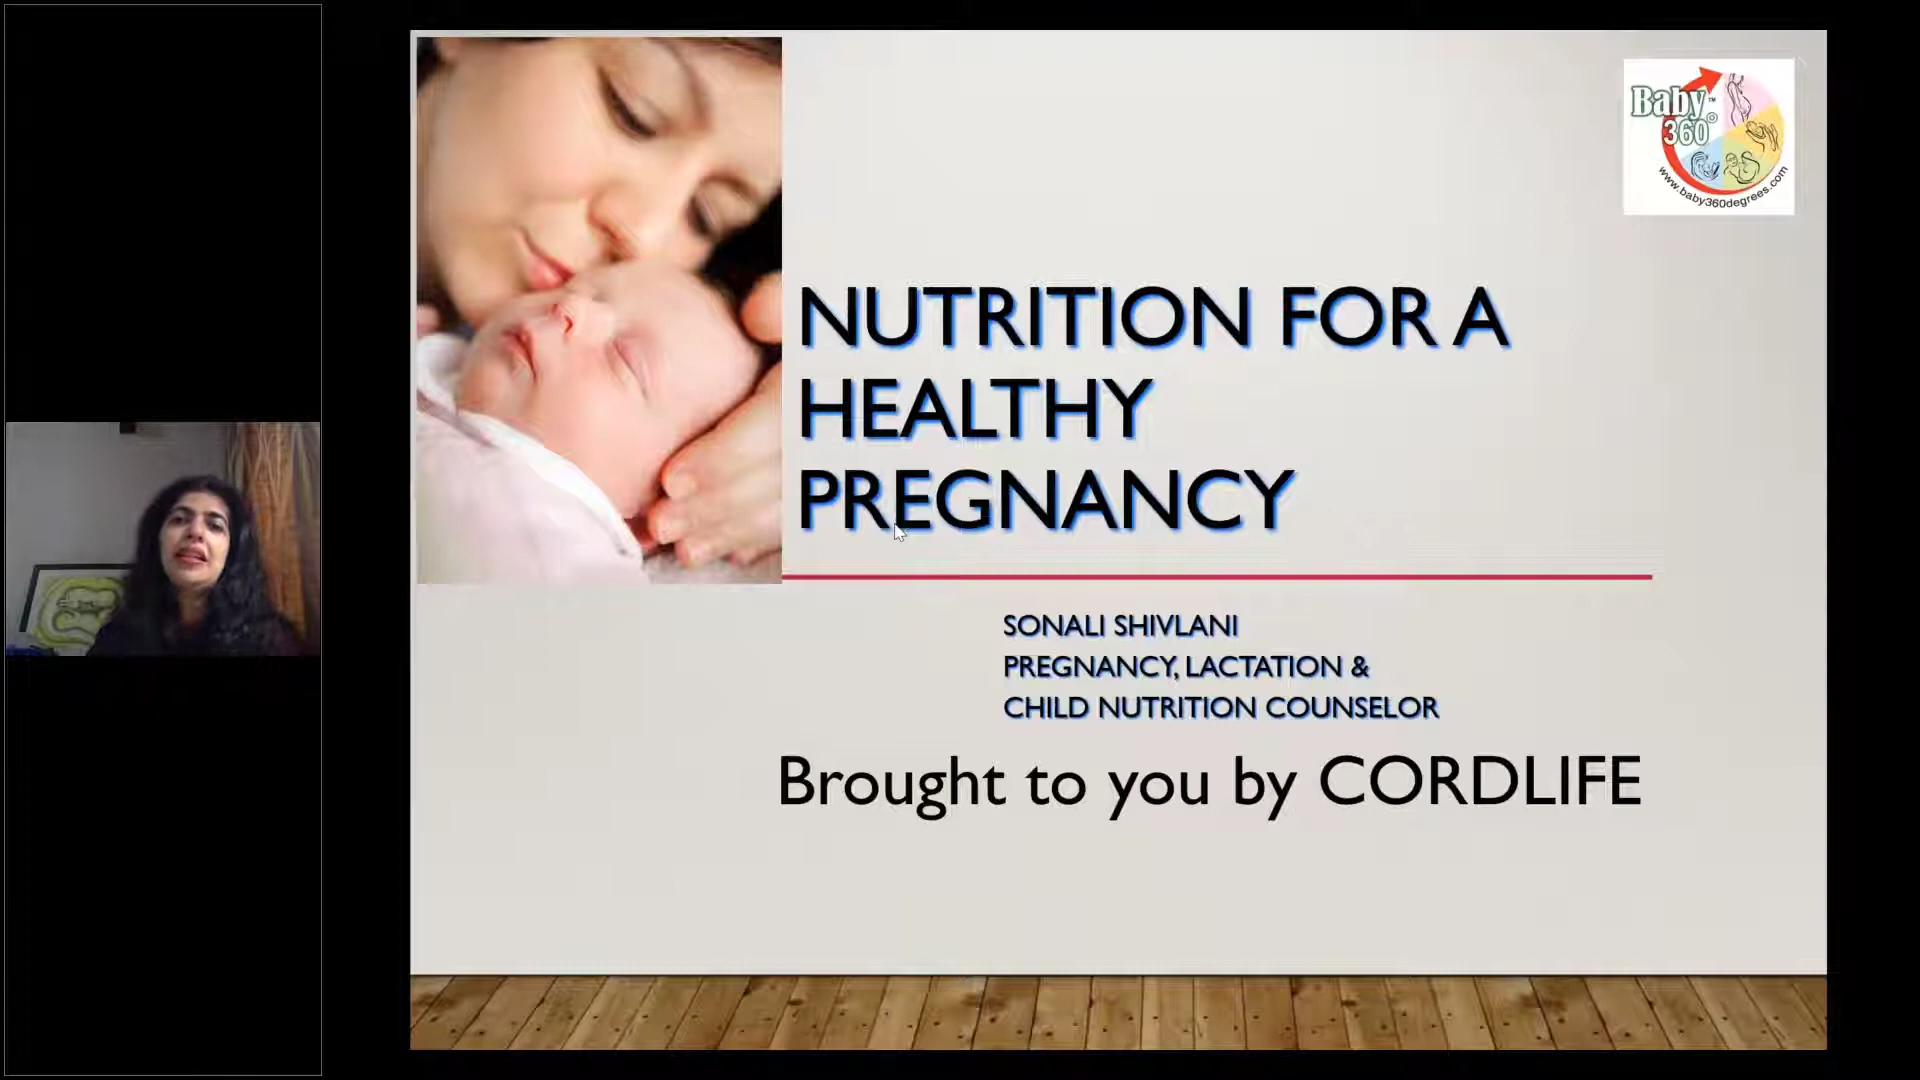 Baby™
360°
www.baby360degrees.com
NUTRITION FOR A
HEALTHY
PREGNANCY
SONALI SHIVLANI
PREGNANCY, LACTATION &
CHILD NUTRITION COUNSELOR
Brought to you by CORDLIFE